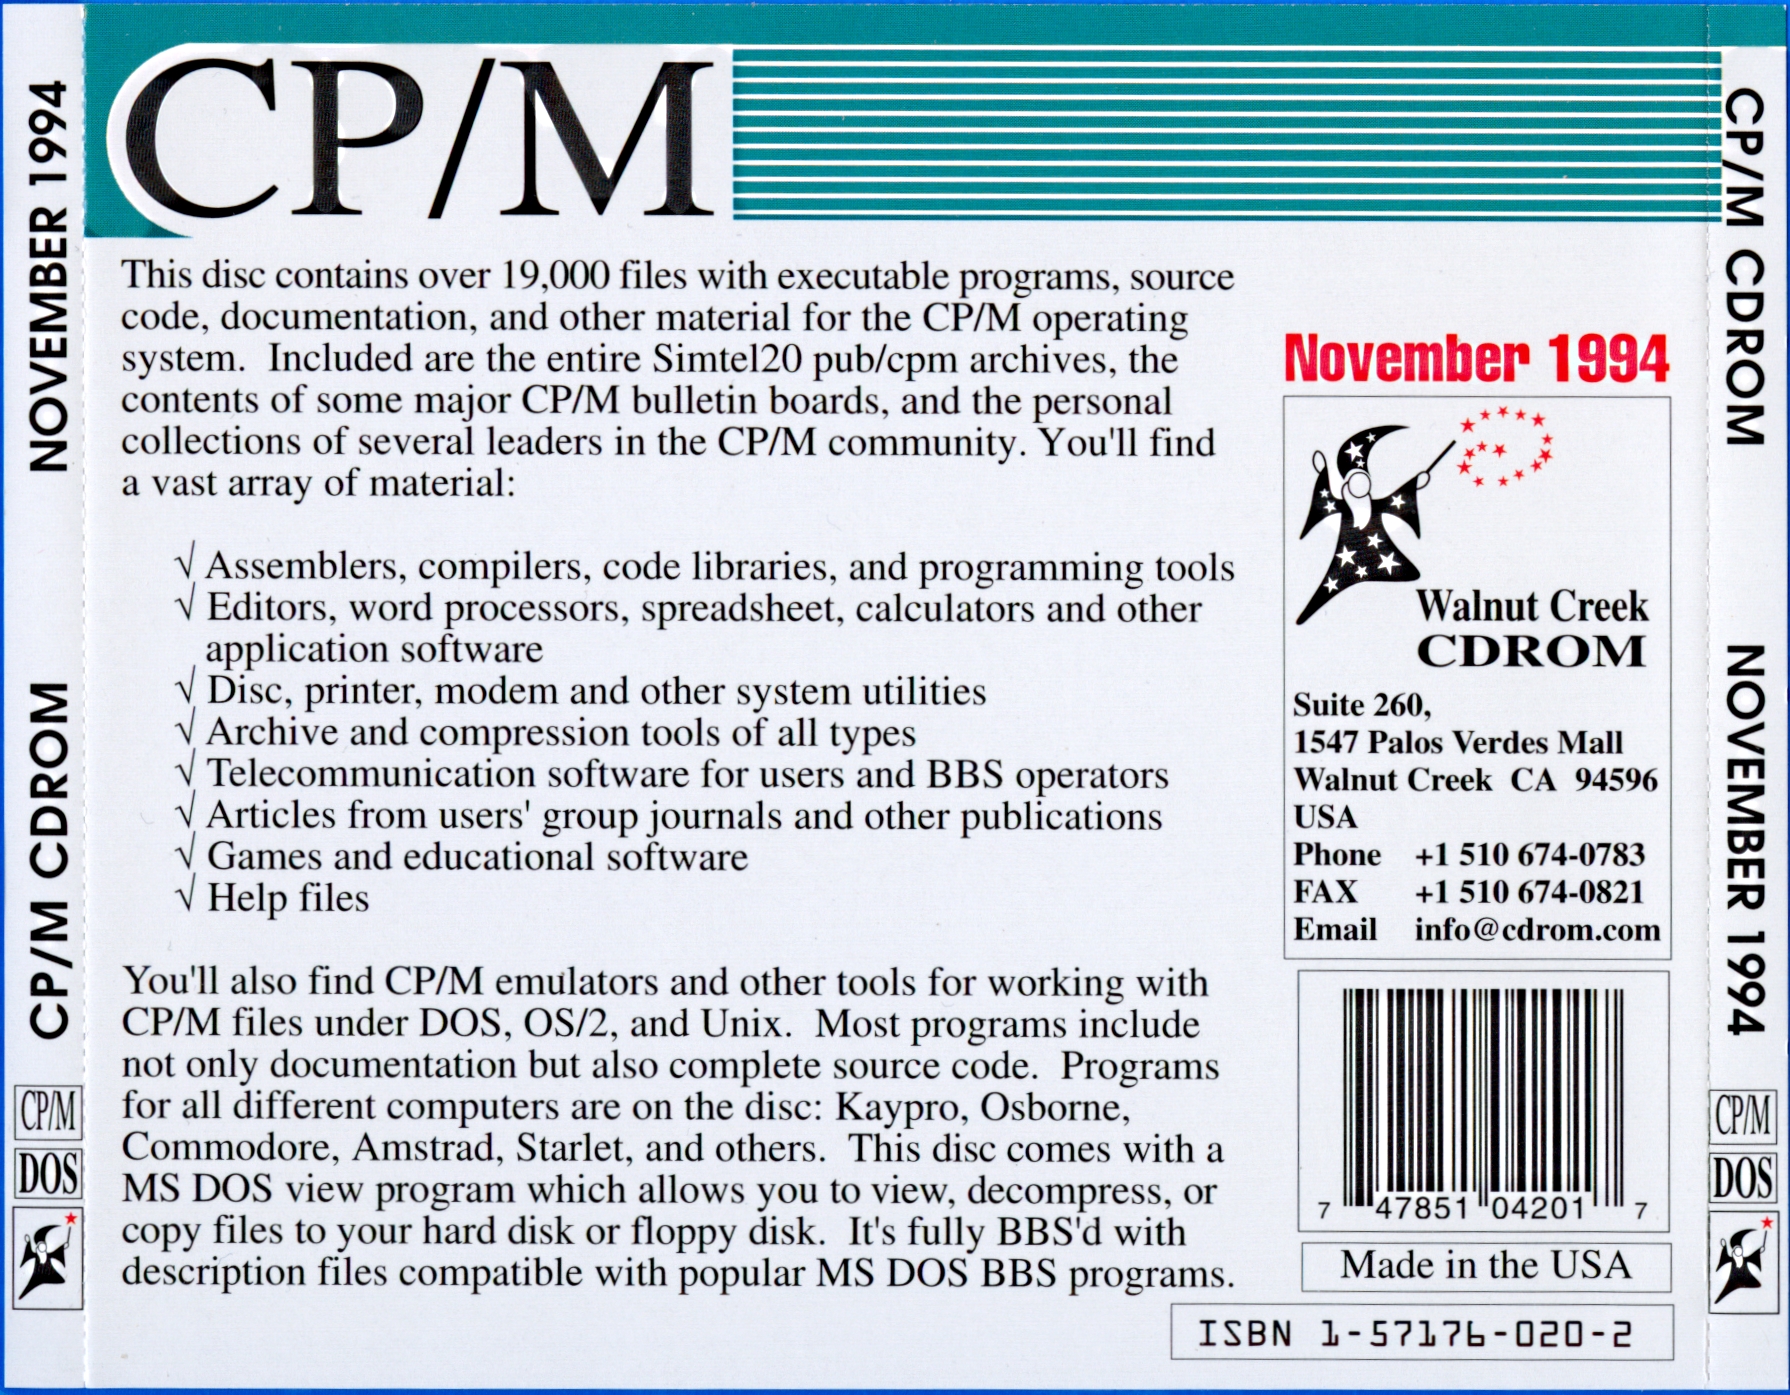 CP/M
This disc contains over 19,000 files with executable programs, source
code, documentation, and other material for the CP/M operating
system.  Included are the entire Simtel20 pub/cpm archives, the
contents of some major CP/M bulletin boards, and the personal
collections of several leaders in the CP/M community. You'll find
a vast array of material:
√ Assemblers, compilers, code libraries, and programming tools
√ Editors, word processors, spreadsheet, calculators and other
application software
√ Disc, printer, modem and other system utilities
√ Archive and compression tools of all types
√ Telecommunication software for users and BBS operators
√ Articles from users' group journals and other publications
√ Games and educational software
√ Help files
You'll also find CP/M emulators and other tools for working with
CP/M files under DOS, OS/2, and Unix.  Most programs include
not only documentation but also complete source code.  Programs
for all different computers are on the disc: Kaypro, Osborne,
Commodore, Amstrad, Starlet, and others.  This disc comes with a
MS DOS view program which allows you to view, decompress, or
copy files to your hard disk or floppy disk.  It's fully BBS'd with
description files compatible with popular MS DOS BBS programs.
November 1994
Walnut Creek
CDROM
Suite 260,
1547 Palos Verdes Mall
Walnut Creek  CA  94596
USA
Phone +1 510 674-0783
FAX +1 510 674-0821
Email info@cdrom.com
7 47851 04201 7
Made in the USA
ISBN 1-57176-020-2
CP/M CDROM NOVEMBER 1994
CP/M
DOS
CP/M CDROM NOVEMBER 1994
CP/M
DOS